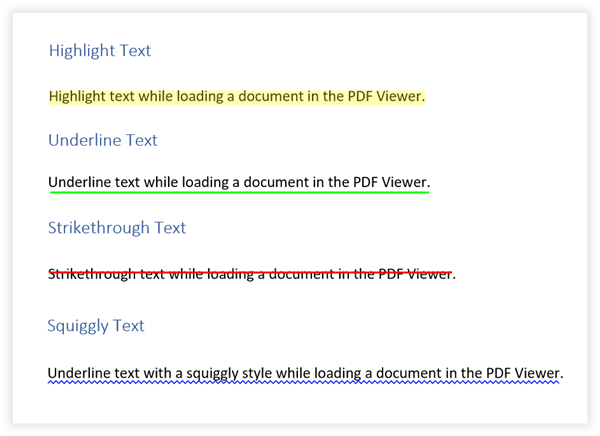 Highlight Text
Highlight text while loading a document in the PDF Viewer.
Underline Text
Underline text while loading a document in the PDF Viewer.
Strikethrough Text
Strikethrough text while loading a document in the PDF Viewer.
Squiggly Text
Underline text with a squiggly style while loading a document in the PDF Viewer.